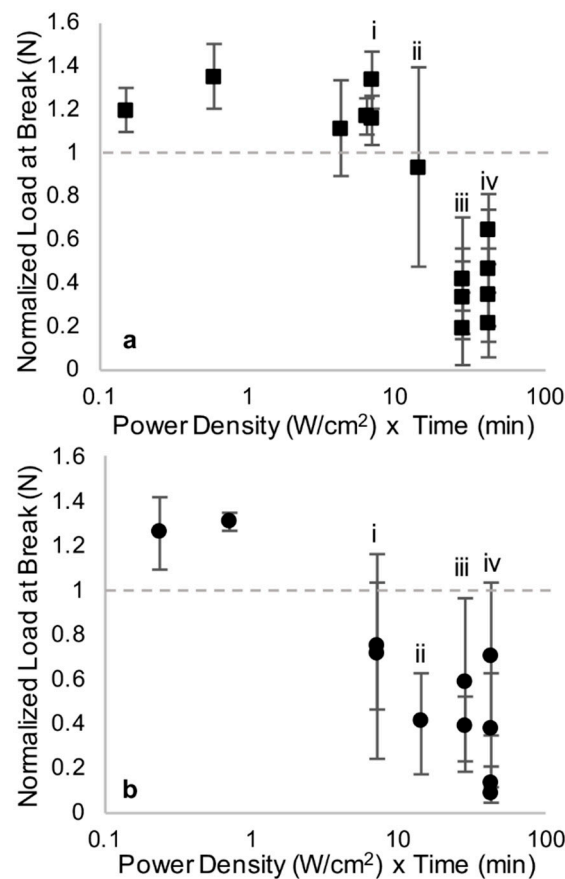 Normalized Load at Break (N)
1.6
1.4
1.2
1
0.8
0.6
0.4
0.2
0
i
ii
iii
iv
a
0.1
1
10
100
Power Density (W/cm²) x Time (min)
Normalized Load at Break (N)
1.6
1.4
1.2
1
0.8
0.6
0.4
0.2
0
i
ii
iii
iv
b
0.1
1
10
100
Power Density (W/cm²) x Time (min)